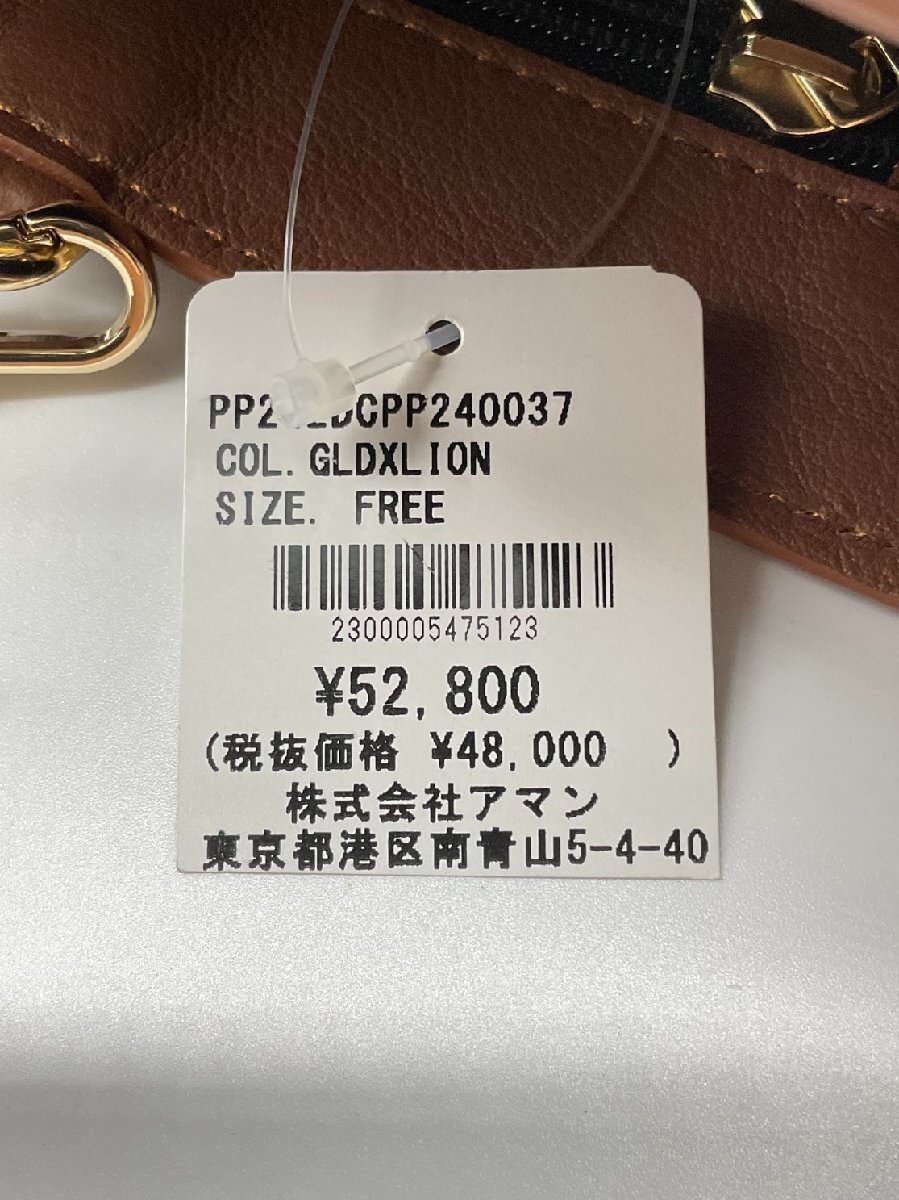 COL. GLDXLION
SIZE. FREE
2300005475123
¥52,800
(税抜価格 ¥48,000 )
株式会社アマン
東京都港区南青山5-4-40